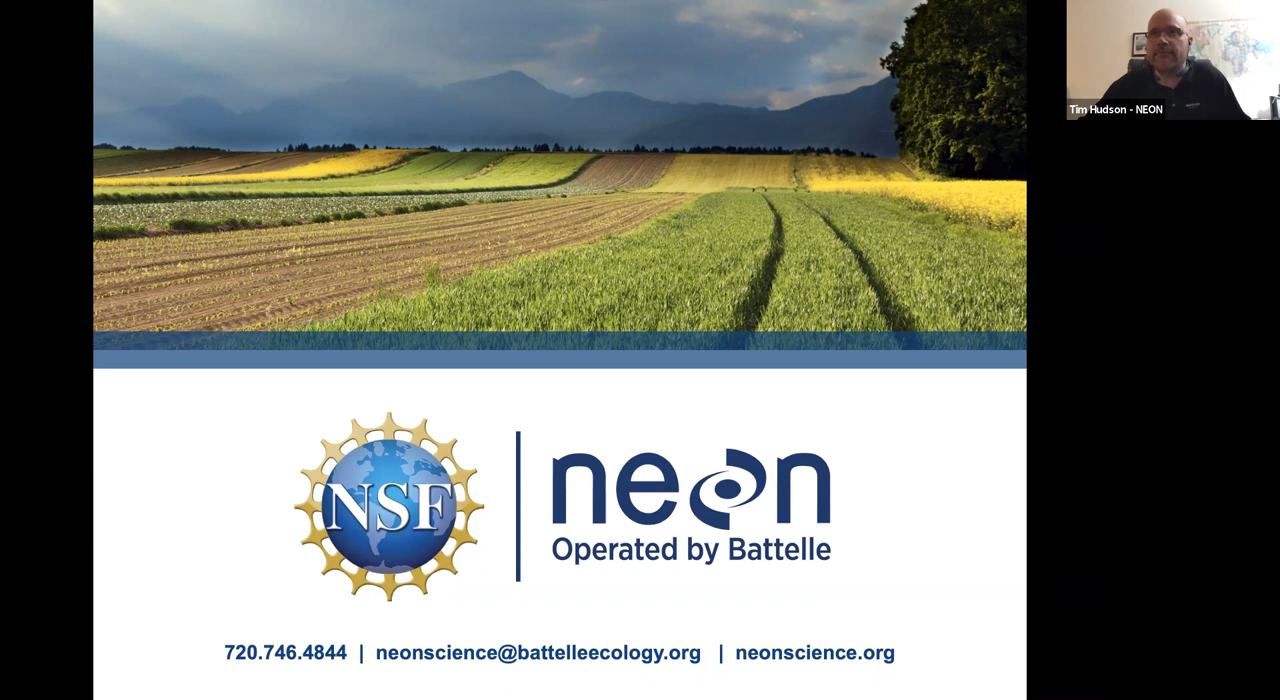 Tim Hudson - NEON
NSF
neon
Operated by Battelle
720.746.4844 | neonscience@battelleecology.org | neonscience.org